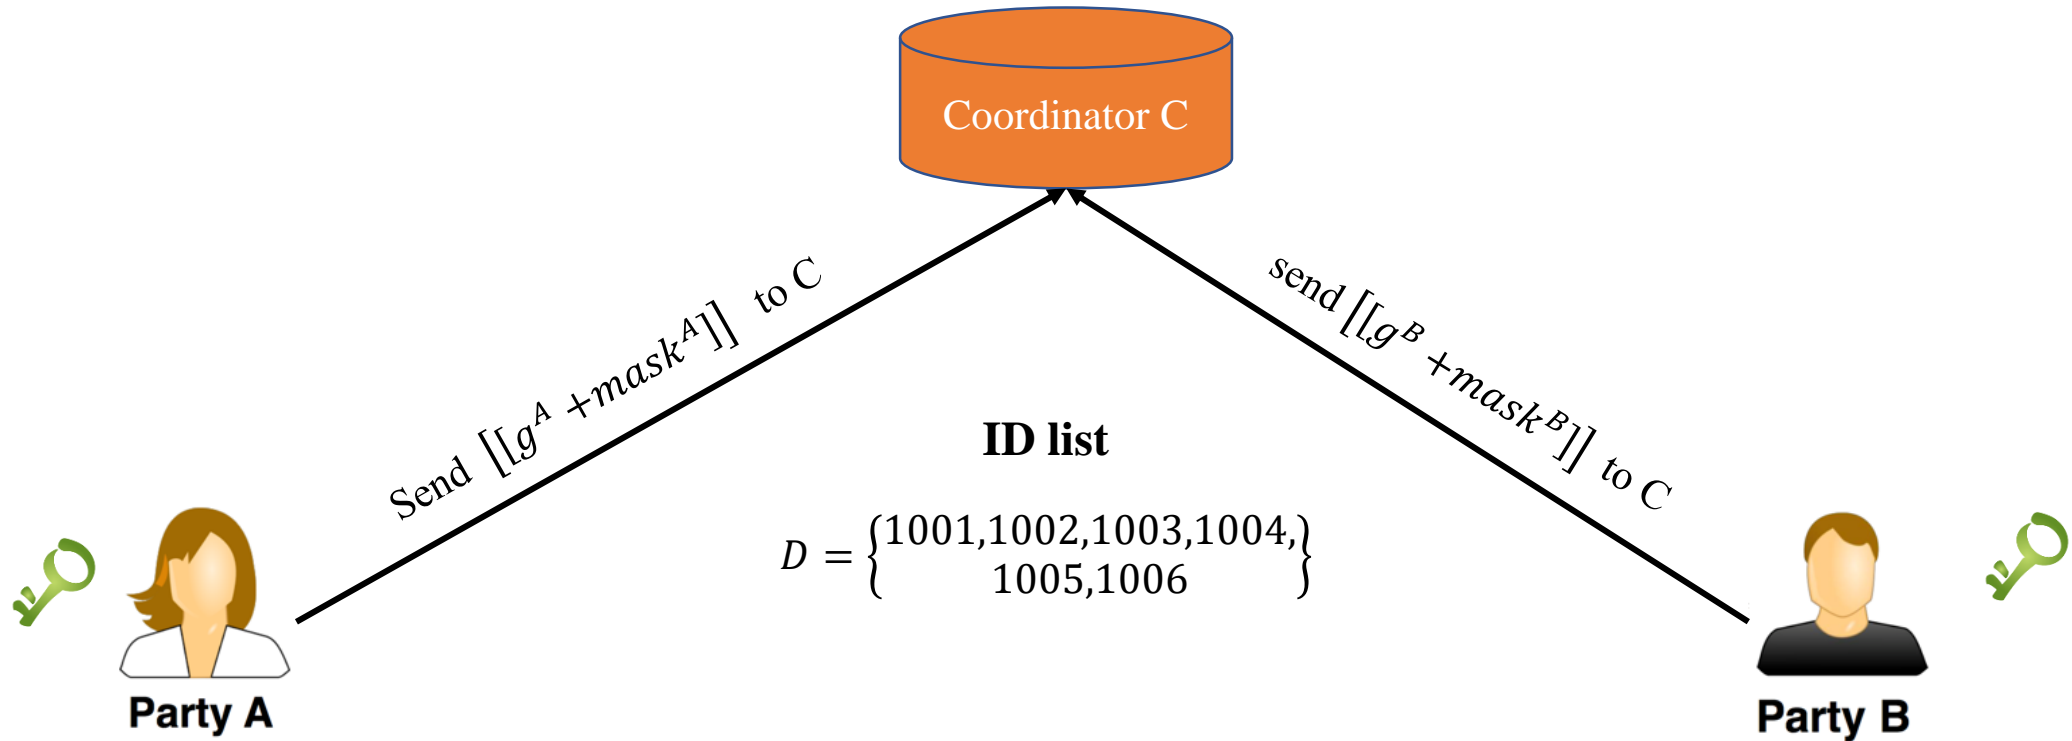 Coordinator C
Send [[g^A +mask^A]] to C
send [[g^B +mask^B]] to C
ID list
D = {1001,1002,1003,1004,
1005,1006}
Party A
Party B